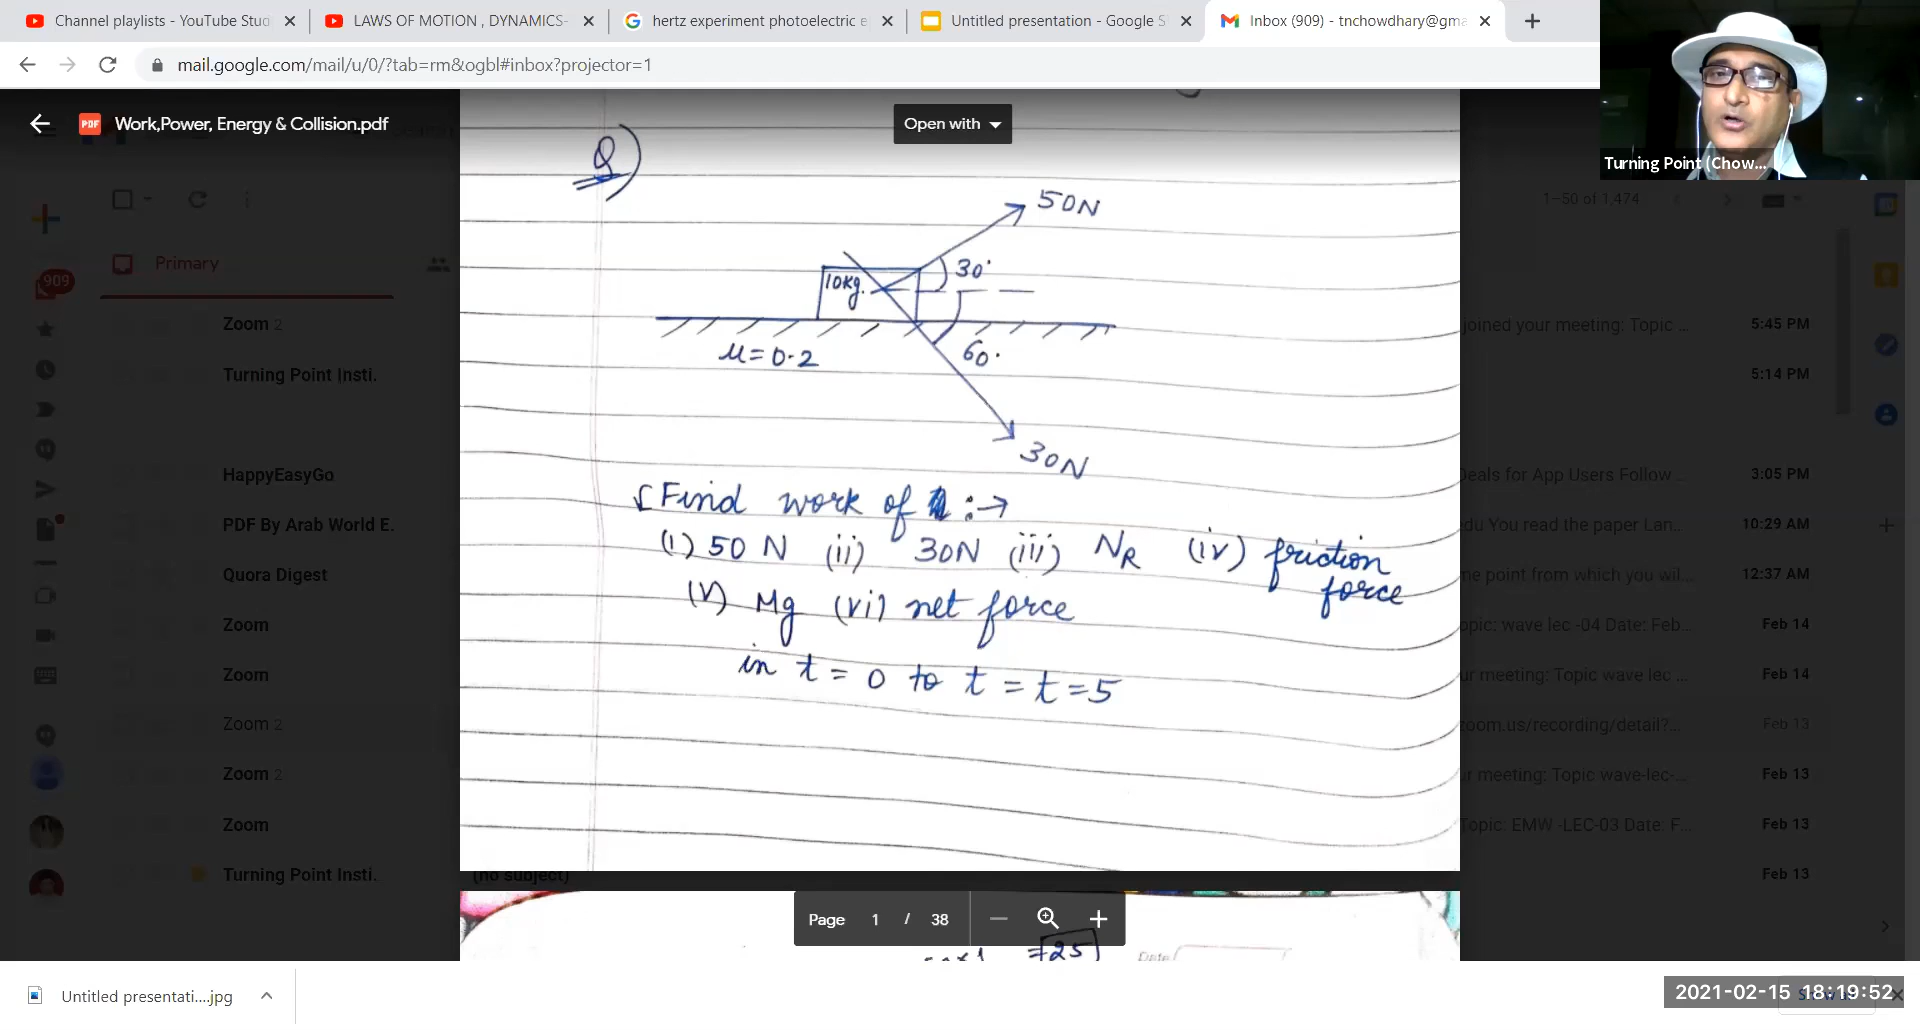 Channel playlists - YouTube Stud
LAWS OF MOTION , DYNAMICS-
hertz experiment photoelectric e
Untitled presentation - Google S
Inbox (909) - tnchowdhary@gma
mail.google.com/mail/u/0/?tab=rm&ogbl#inbox?projector=1
PDF Work,Power, Energy & Collision.pdf
Open with
Turning Point (Chow...
Q)
50N
30°
10kg.
μ=0.2
60°
30N
Find work of :→
(i) 50 N (ii) 30N (iii) NR (iv) friction
force
(v) Mg (vi) net force
in t = 0 to t = t = 5
1–50 of 1,474
Primary
909
Zoom 2
joined your meeting: Topic ...
5:45 PM
Turning Point Insti.
5:14 PM
HappyEasyGo
Deals for App Users Follow ...
3:05 PM
PDF By Arab World E.
edu You read the paper Lan...
10:29 AM
Quora Digest
me point from which you wil...
12:37 AM
Zoom
opic: wave lec -04 Date: Feb...
Feb 14
Zoom
ur meeting: Topic wave lec ...
Feb 14
Zoom 2
zoom.us/recording/detail?...
Feb 13
Zoom 2
ur meeting: Topic wave-lec-...
Feb 13
Zoom
Topic: EMW -LEC-03 Date: F...
Feb 13
Turning Point Insti.
(no subject)
Feb 13
Page 1 / 38
=25
Date
Untitled presentati....jpg
2021-02-15 18:19:52